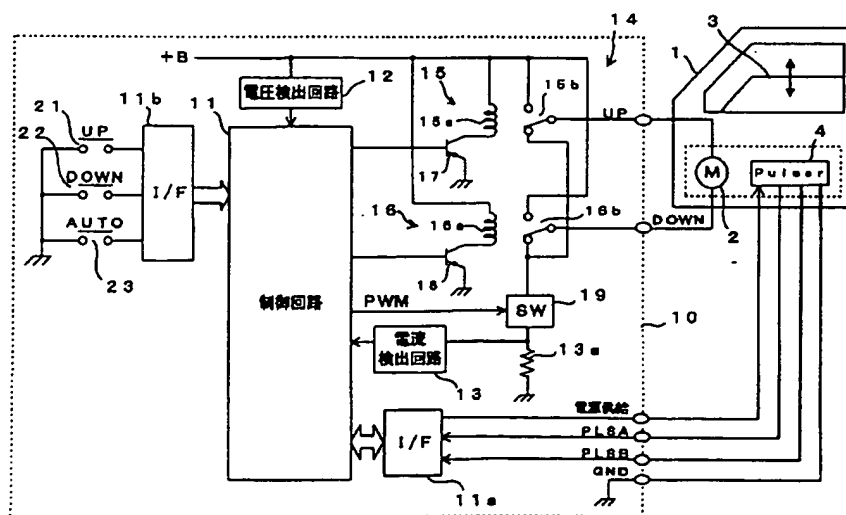 14
3
1
+B
12
電圧検出回路
15
15b
11
11b
21
UP
15a
UP
4
22
I/F
17
M
Pulser
DOWN
16
16a
16b
DOWN
2
AUTO
23
18
制御回路
PWM
SW
19
10
電流
検出回路
13a
13
電源供給
I/F
PLSA
PLSB
GND
11a